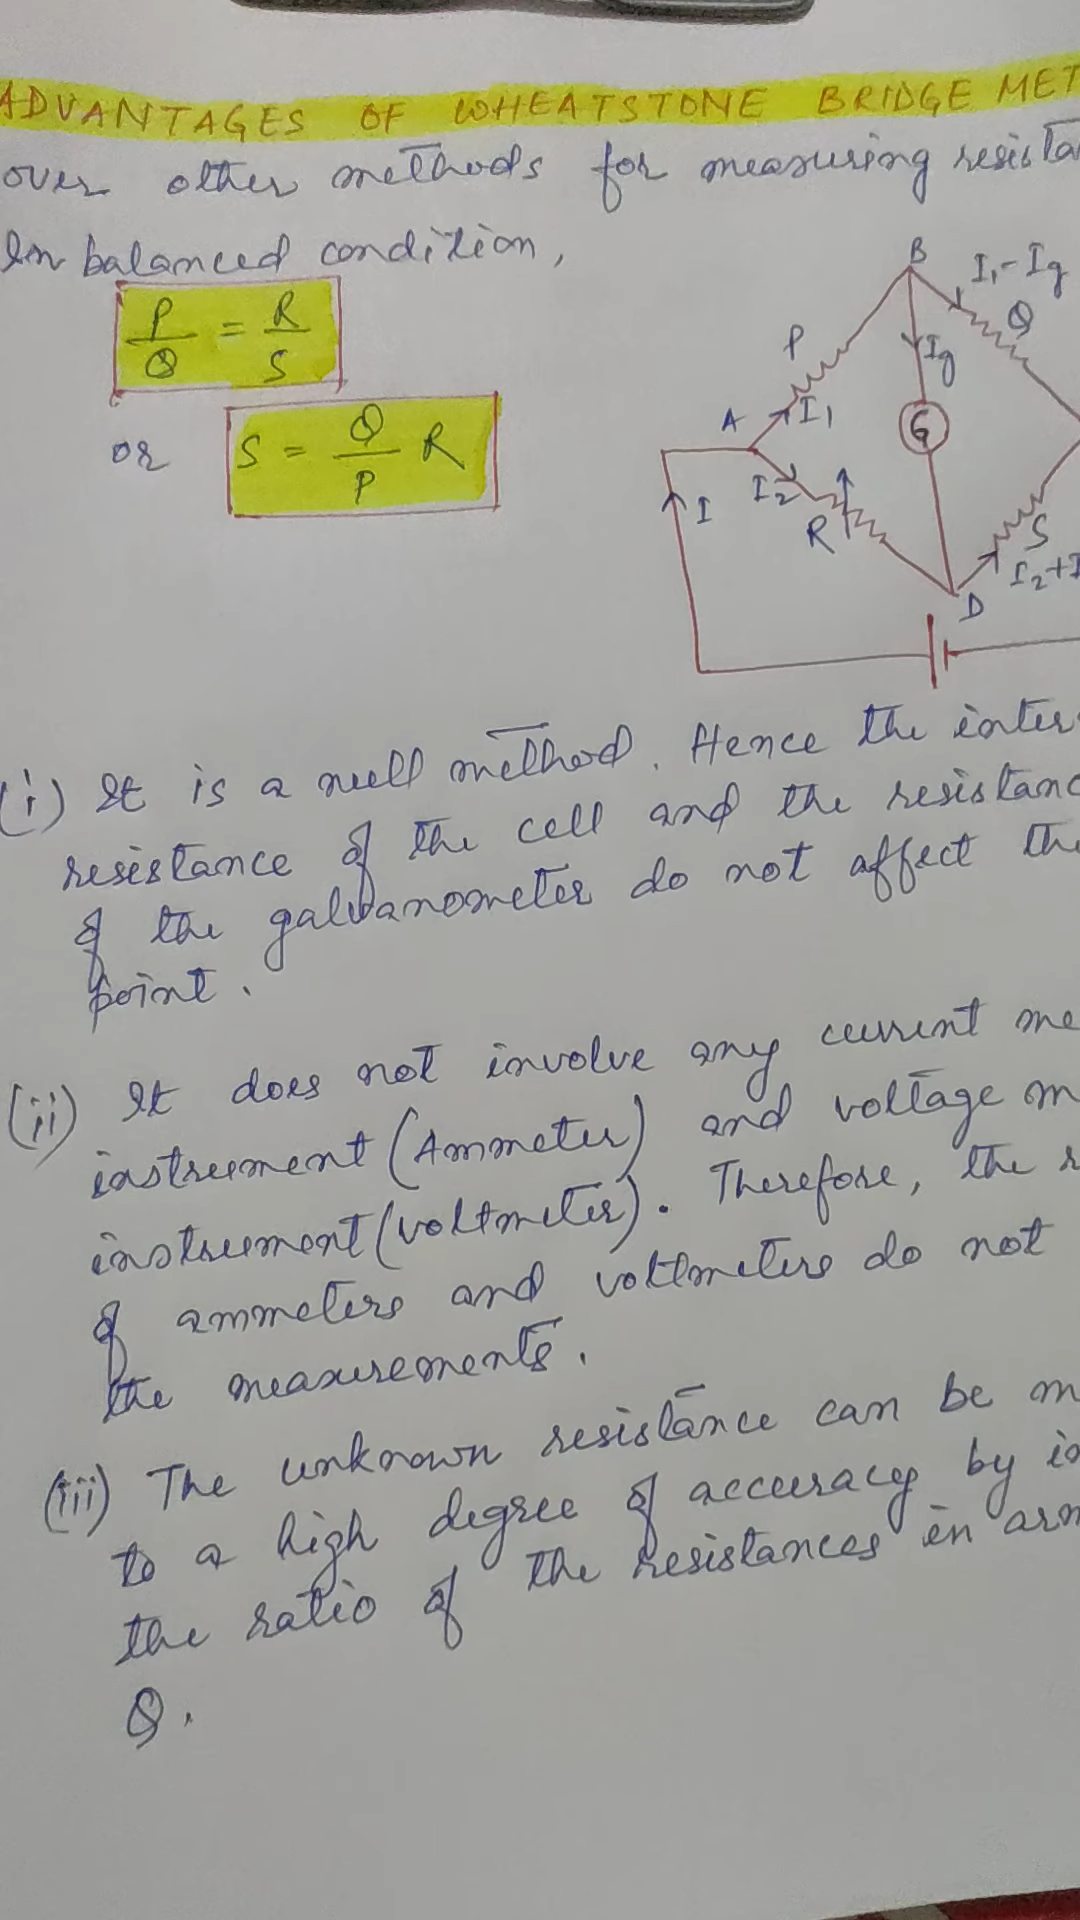 ADVANTAGES OF WHEATSTONE BRIDGE MET
over other methods for measuring resista
In balanced condition,
P/Q = R/S
or S = Q/P R
B
I₁-Ig
P
Q
Ig
A
I₁
G
I₂
I
R
S
I₂+I
D
(i) It is a null method. Hence the inter
resistance of the cell and the resistanc
of the galvanometer do not affect the
point.
(ii) It does not involve any current me
instrument (Ammeter) and voltage m
instrument (voltmeter). Therefore, the r
of ammeters and voltmeters do not
the measurements.
(iii) The unknown resistance can be m
to a high degree of accuracy by in
the ratio of the resistances in arm
Q.